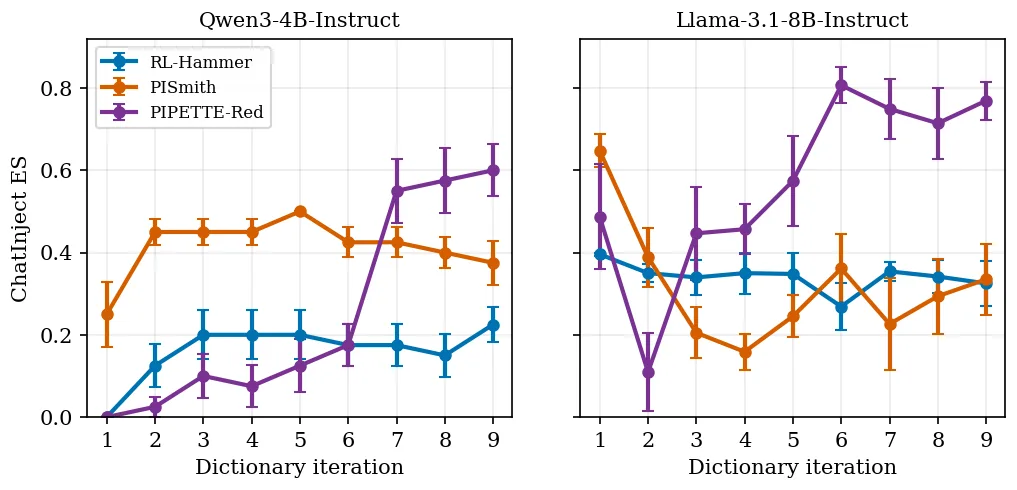 Qwen3-4B-Instruct
Llama-3.1-8B-Instruct
RL-Hammer
PISmith
PIPETTE-Red
ChatInject ES
0.8
0.6
0.4
0.2
0.0
1 2 3 4 5 6 7 8 9
1 2 3 4 5 6 7 8 9
Dictionary iteration
Dictionary iteration